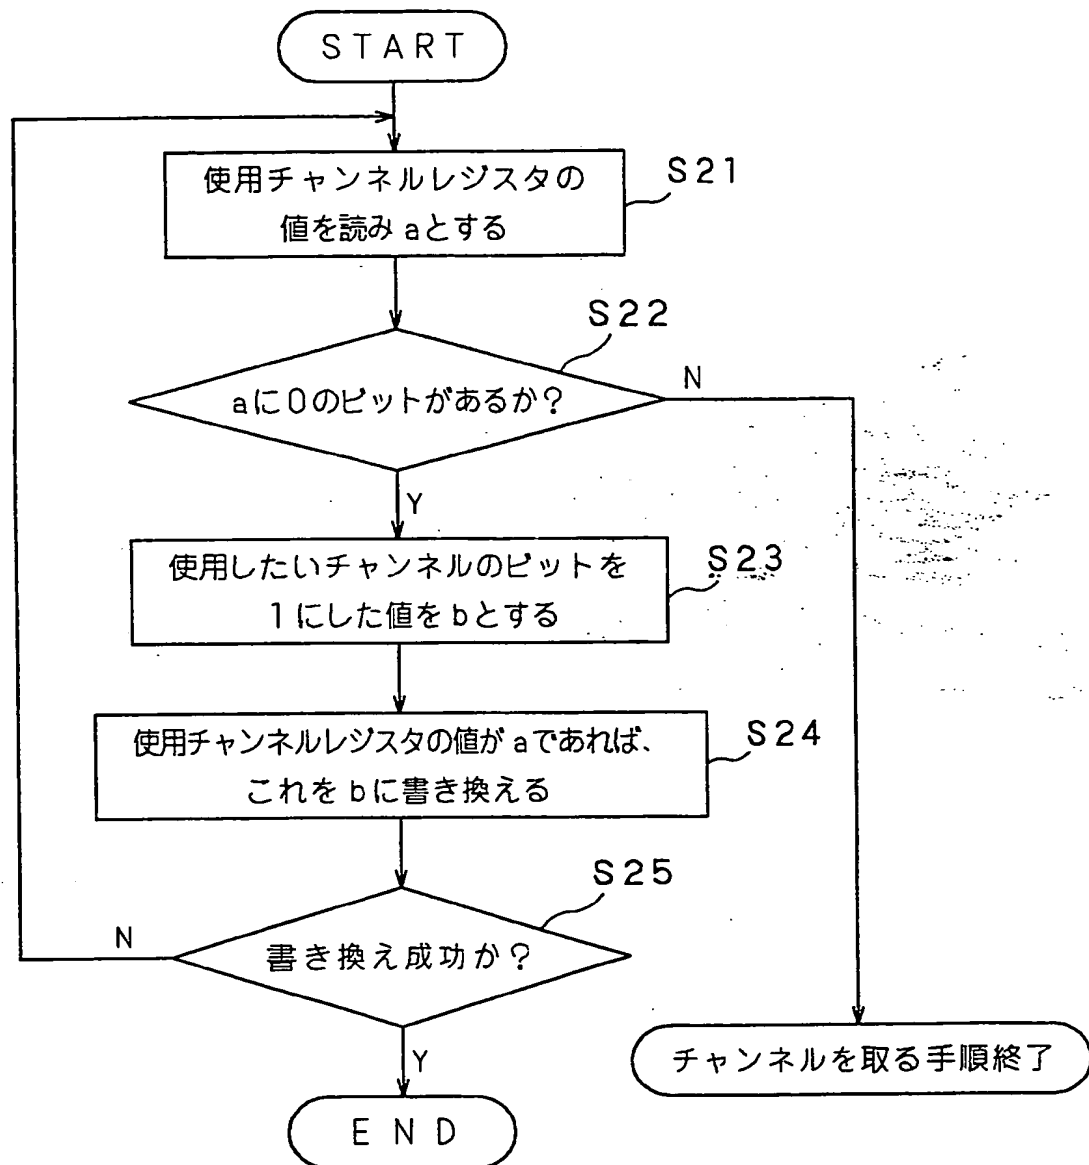 START
使用チャンネルレジスタの
値を読みaとする
S21
S22
aに0のビットがあるか?
N
Y
使用したいチャンネルのビットを
1にした値をbとする
S23
使用チャンネルレジスタの値がaであれば、
これをbに書き換える
S24
S25
書き換え成功か?
N
Y
チャンネルを取る手順終了
END